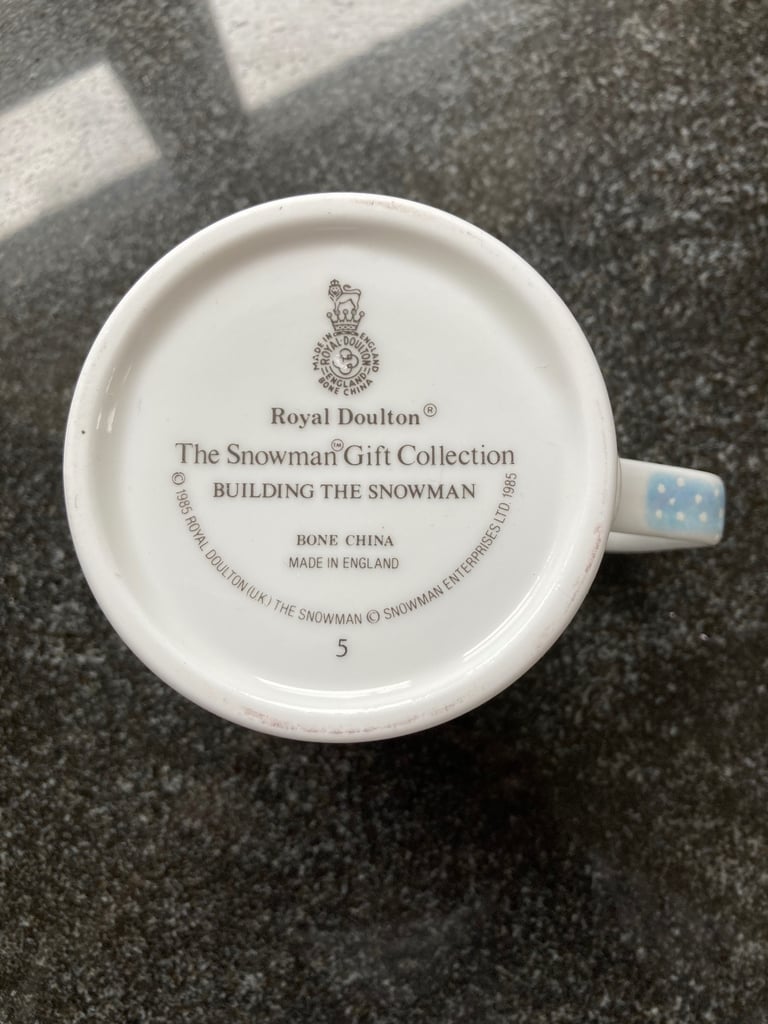 MADE IN ENGLAND
ROYAL·DOULTON
ENGLAND
BONE CHINA
Royal Doulton®
The Snowman™ Gift Collection
BUILDING THE SNOWMAN
BONE CHINA
MADE IN ENGLAND
© 1985 ROYAL DOULTON (U.K.) THE SNOWMAN © SNOWMAN ENTERPRISES LTD 1985
5